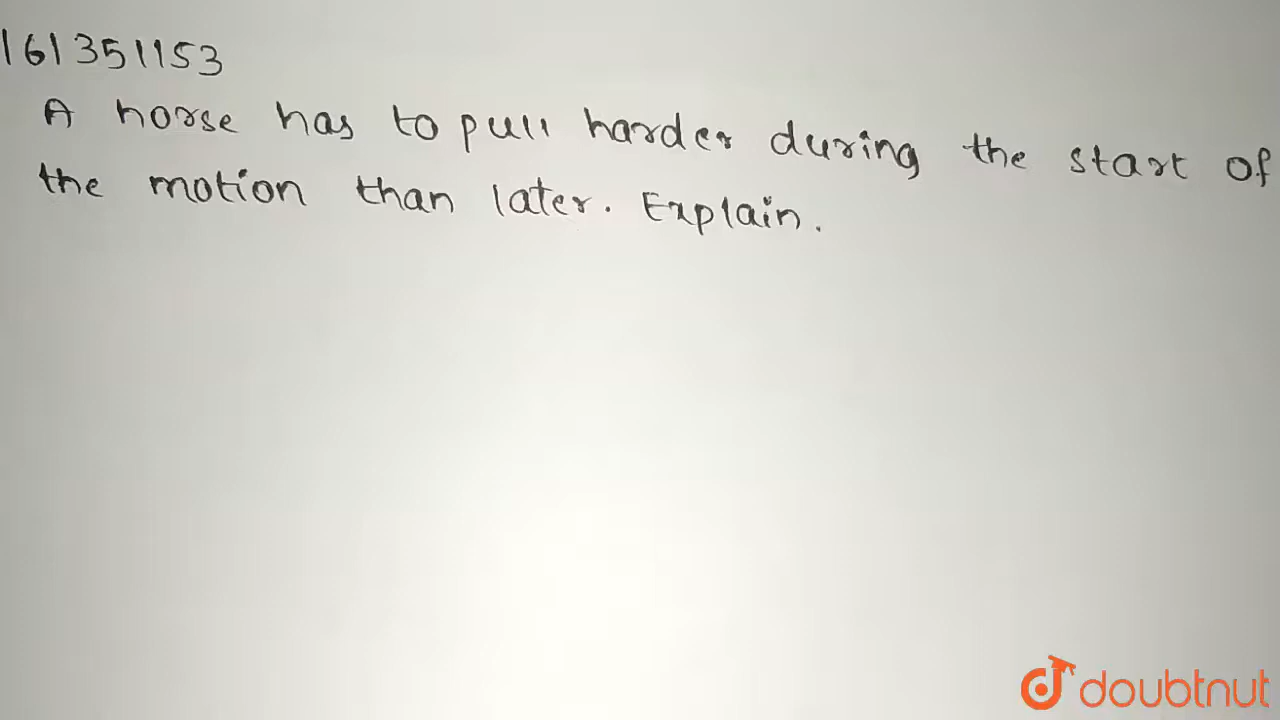 161351153
A horse has to pull harder during the start of
the motion than later. Explain.
doubtnut